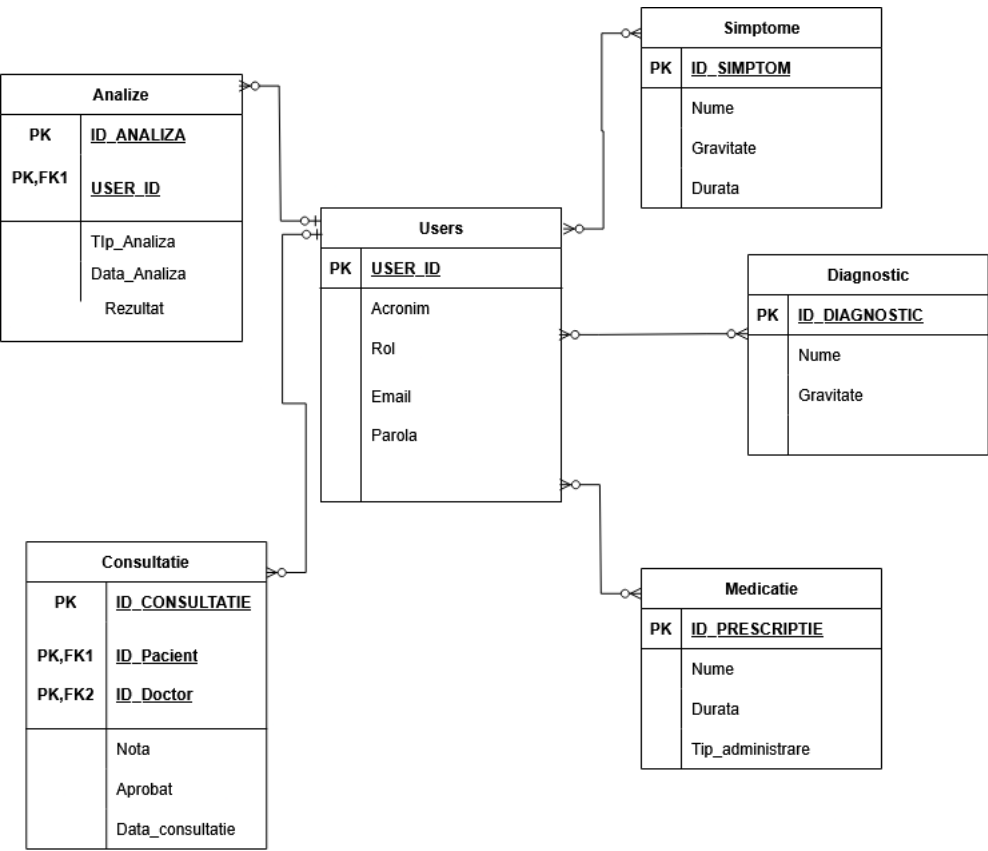 Simptome
PK ID_SIMPTOM
Nume
Gravitate
Durata
Analize
PK ID_ANALIZA
PK,FK1 USER_ID
TIp_Analiza
Data_Analiza
Rezultat
Users
PK USER_ID
Acronim
Rol
Email
Parola
Diagnostic
PK ID_DIAGNOSTIC
Nume
Gravitate
Consultatie
PK ID_CONSULTATIE
PK,FK1 ID_Pacient
PK,FK2 ID_Doctor
Nota
Aprobat
Data_consultatie
Medicatie
PK ID_PRESCRIPTIE
Nume
Durata
Tip_administrare